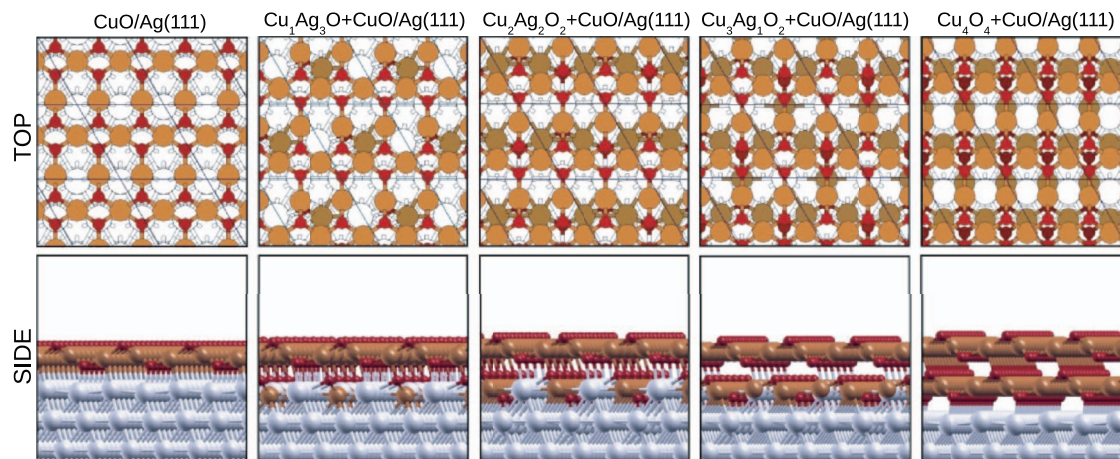 CuO/Ag(111)
Cu₁Ag₃O+CuO/Ag(111)
Cu₂Ag₂O₂+CuO/Ag(111)
Cu₃Ag₁O₂+CuO/Ag(111)
Cu₄O₄+CuO/Ag(111)
TOP
SIDE